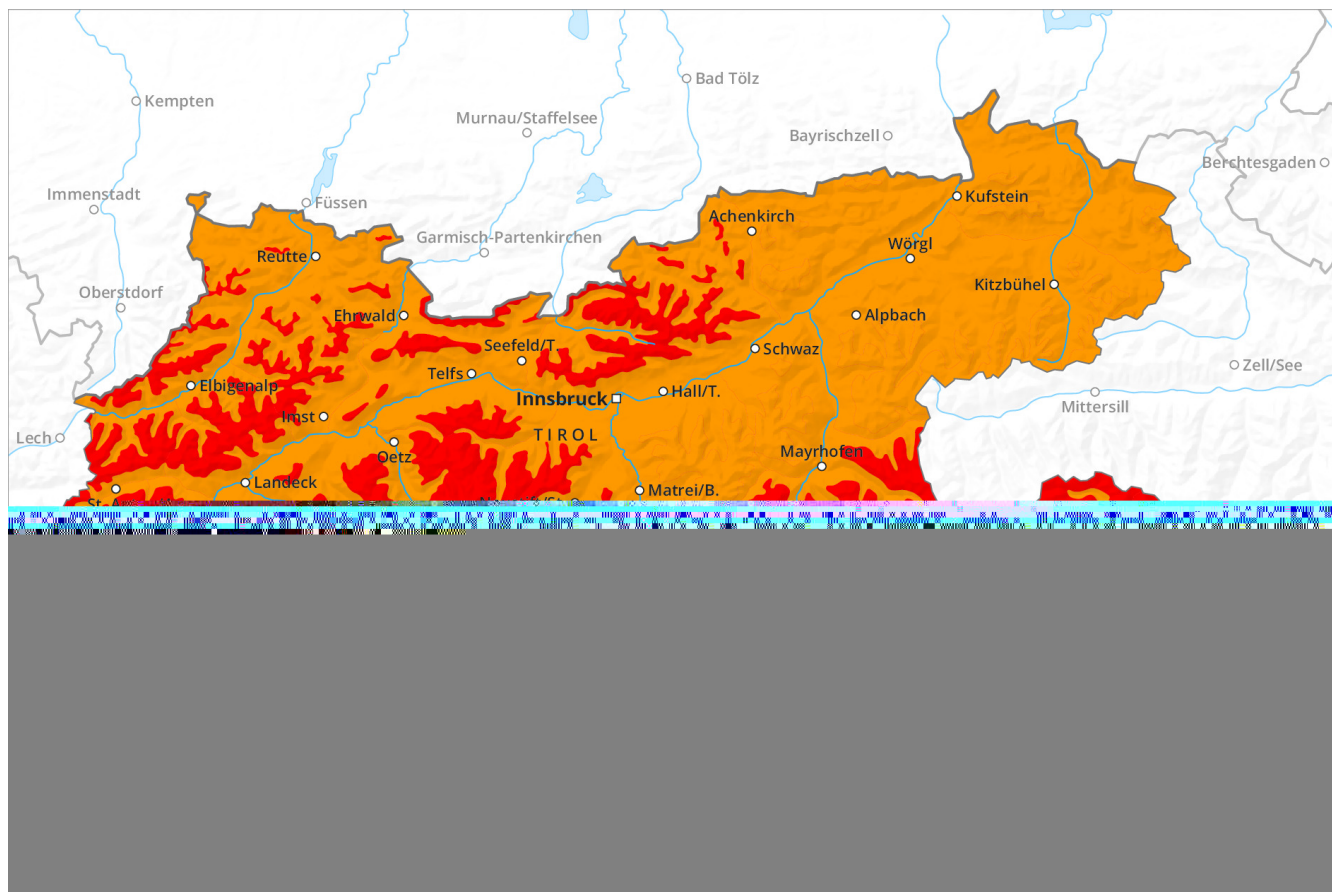 Bad Tölz
Kempten
Murnau/Staffelsee
Bayrischzell
Berchtesgaden
Immenstadt
Füssen
Kufstein
Achenkirch
Garmisch-Partenkirchen
Wörgl
Reutte
Kitzbühel
Oberstdorf
Ehrwald
Alpbach
Seefeld/T.
Schwaz
Zell/See
Telfs
Elbigenalp
Hall/T.
Innsbruck
Mittersill
Imst
TIROL
Lech
Mayrhofen
Oetz
Landeck
Matrei/B.